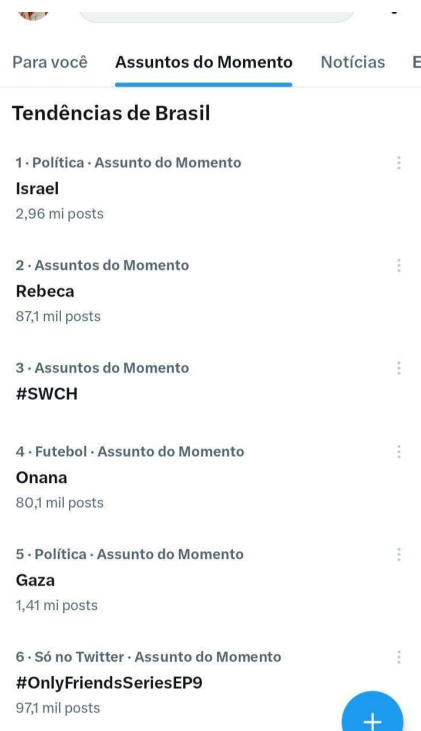 Para você Assuntos do Momento Notícias E
Tendências de Brasil
1 · Política · Assunto do Momento
Israel
2,96 mi posts
2 · Assuntos do Momento
Rebeca
87,1 mil posts
3 · Assuntos do Momento
#SWCH
4 · Futebol · Assunto do Momento
Onana
80,1 mil posts
5 · Política · Assunto do Momento
Gaza
1,41 mi posts
6 · Só no Twitter · Assunto do Momento
#OnlyFriendsSeriesEP9
97,1 mil posts